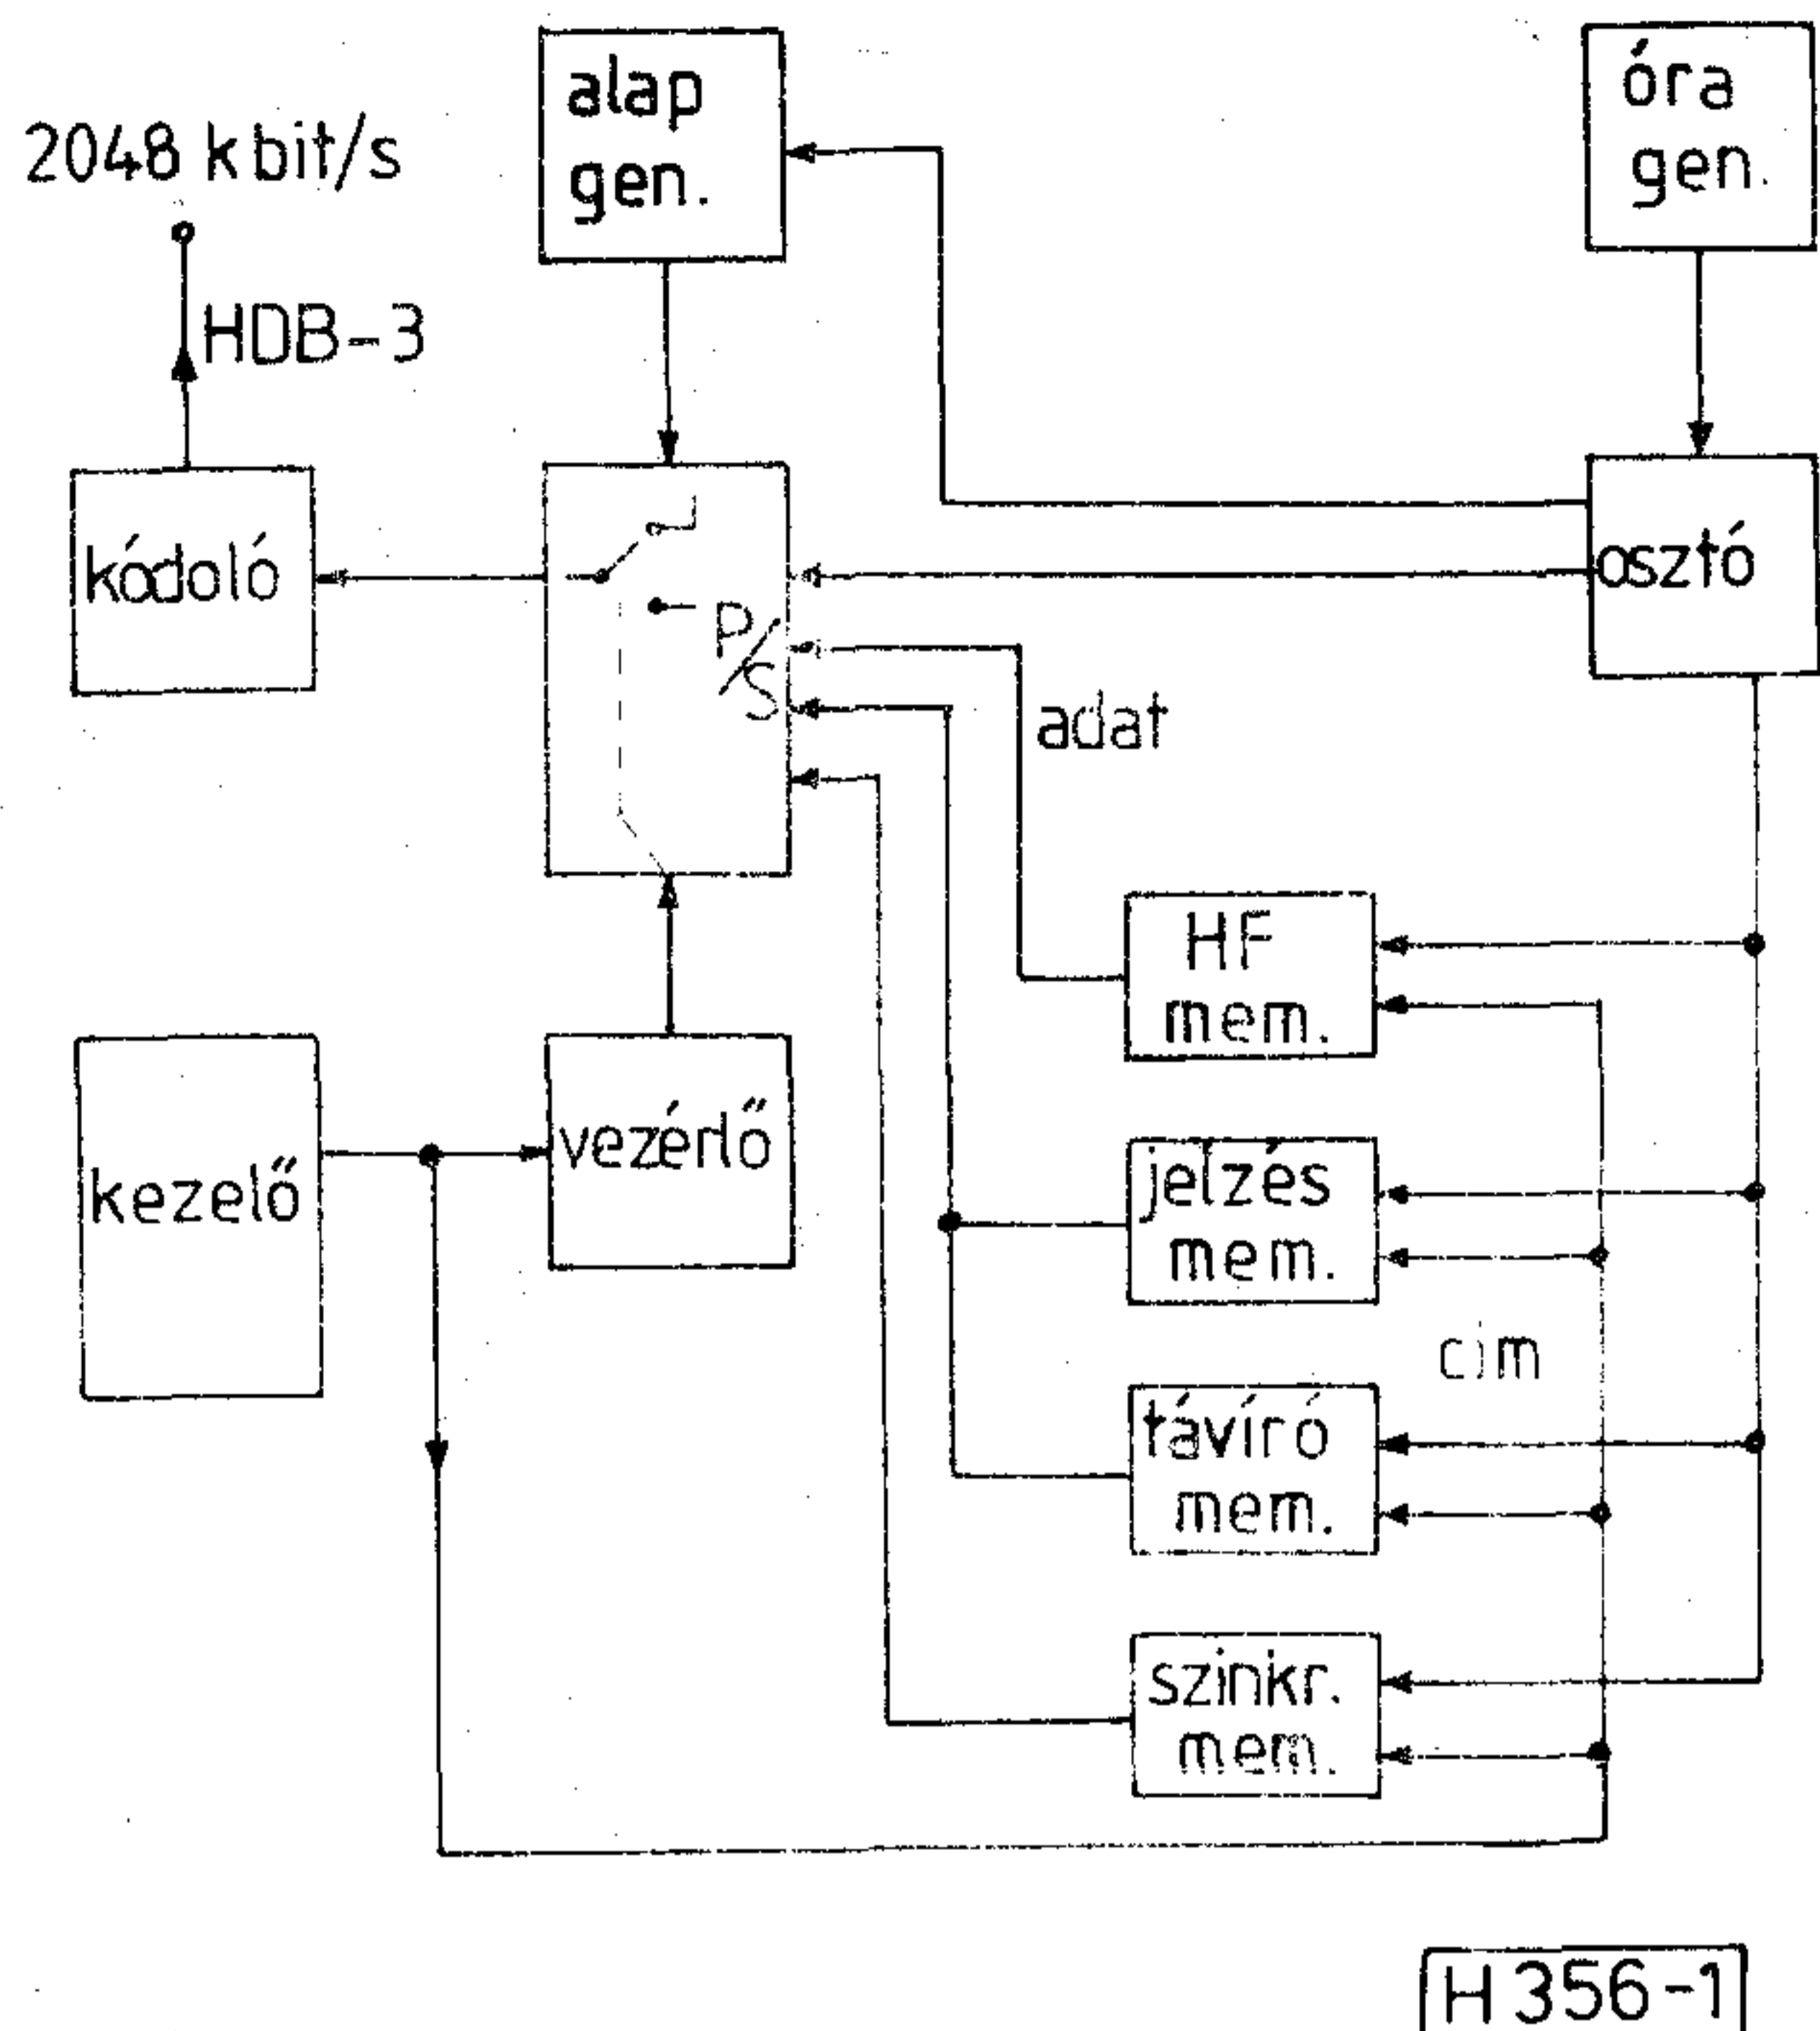 alap
gen.
óra
gen.
2048 kbit/s
HDB-3
kódoló
P/S
osztó
adat
HF
mem.
kezelő
vezérlő
jelzés
mem.
cim
távíró
mem.
szinkr.
mem.
H 356-1